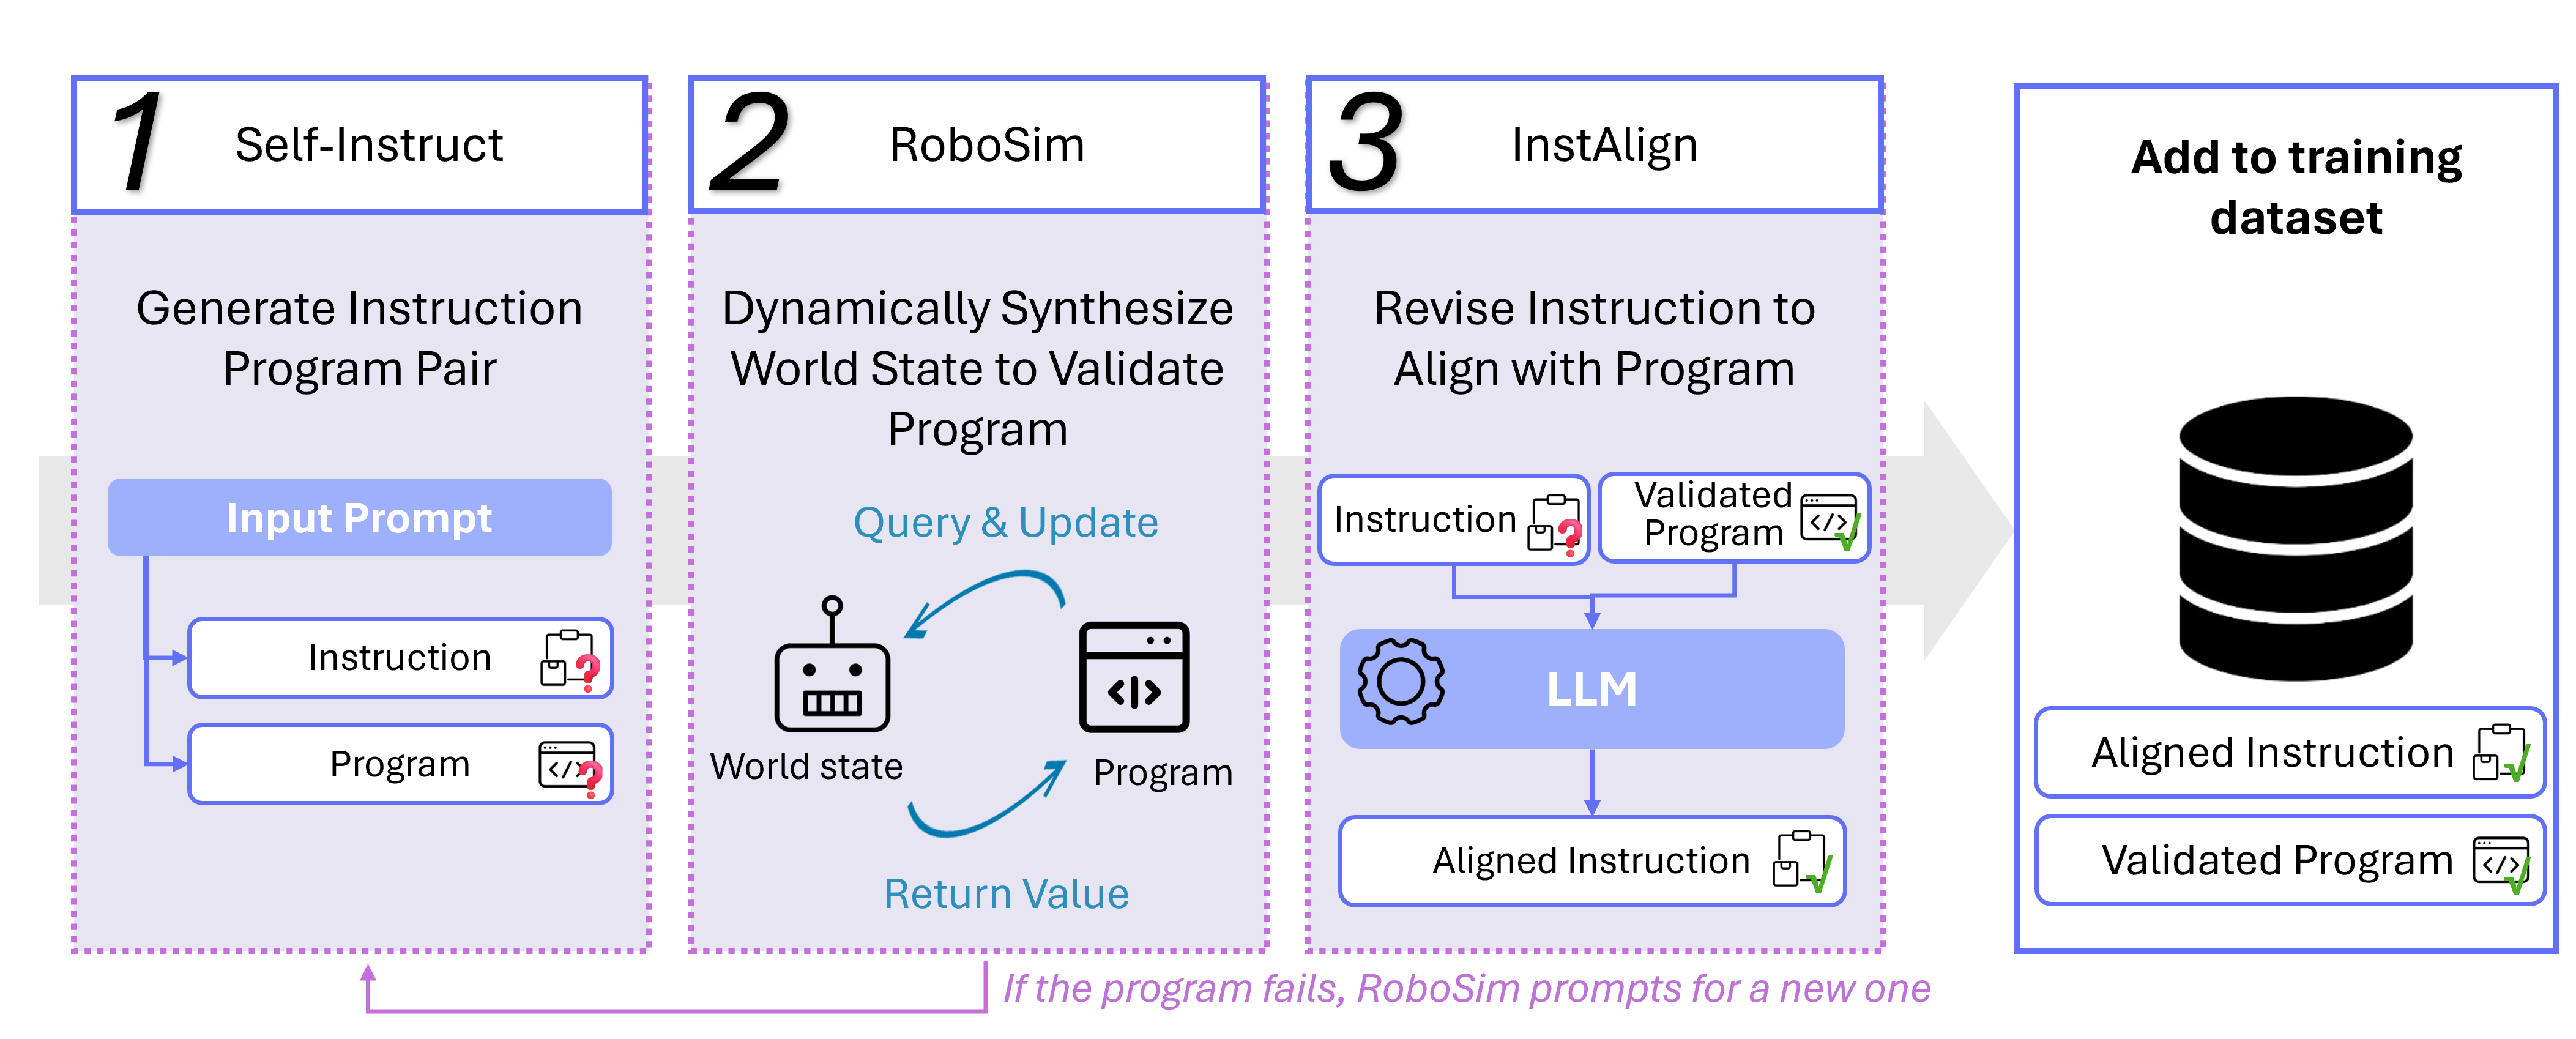 1
Self-Instruct
Generate Instruction
Program Pair
Input Prompt
Instruction
?
Program
</>
?
2
RoboSim
Dynamically Synthesize
World State to Validate
Program
Query & Update
World state
Program
Return Value
3
InstAlign
Revise Instruction to
Align with Program
Instruction
?
Validated
Program
</>
LLM
Aligned Instruction
If the program fails, RoboSim prompts for a new one
Add to training
dataset
Aligned Instruction
Validated Program
</>